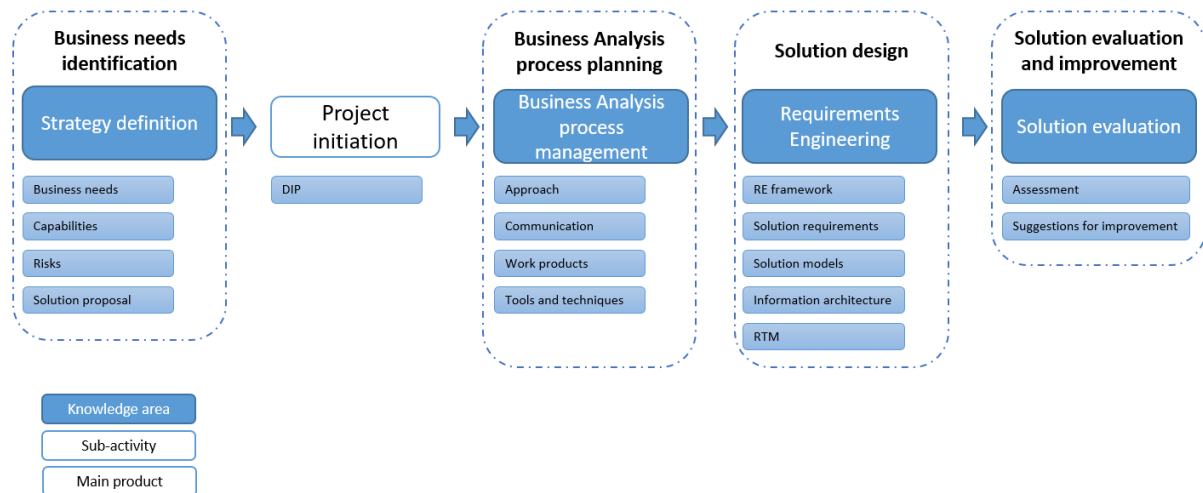 Business needs
identification
Strategy definition
Business needs
Capabilities
Risks
Solution proposal
Project
initiation
DIP
Business Analysis
process planning
Business Analysis
process
management
Approach
Communication
Work products
Tools and techniques
Solution design
Requirements
Engineering
RE framework
Solution requirements
Solution models
Information architecture
RTM
Solution evaluation
and improvement
Solution evaluation
Assessment
Suggestions for improvement
Knowledge area
Sub-activity
Main product